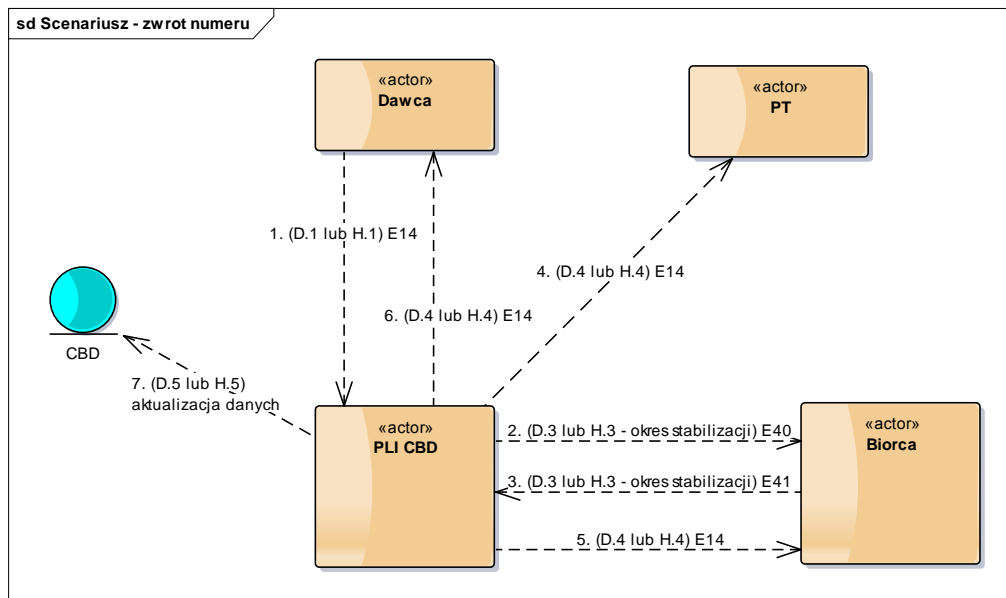 sd Scenariusz - zwrot numeru
«actor»
Dawca
«actor»
PT
1. (D.1 lub H.1) E14
4. (D.4 lub H.4) E14
6. (D.4 lub H.4) E14
CBD
7. (D.5 lub H.5)
aktualizacja danych
«actor»
PLI CBD
2. (D.3 lub H.3 - okres stabilizacji) E40
«actor»
Biorca
3. (D.3 lub H.3 - okres stabilizacji) E41
5. (D.4 lub H.4) E14